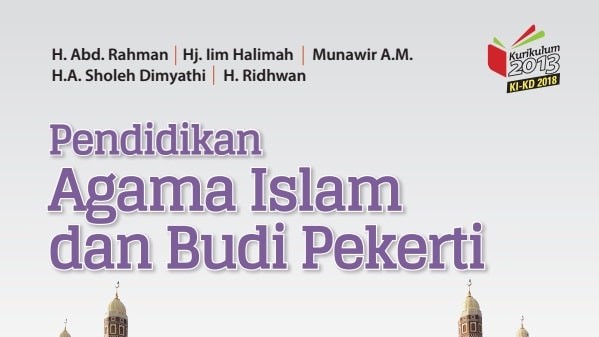 H. Abd. Rahman | Hj. Iim Halimah | Munawir A.M.
H.A. Sholeh Dimyathi | H. Ridhwan
Kurikulum
2013
KI-KD 2018
Pendidikan
Agama Islam
dan Budi Pekerti